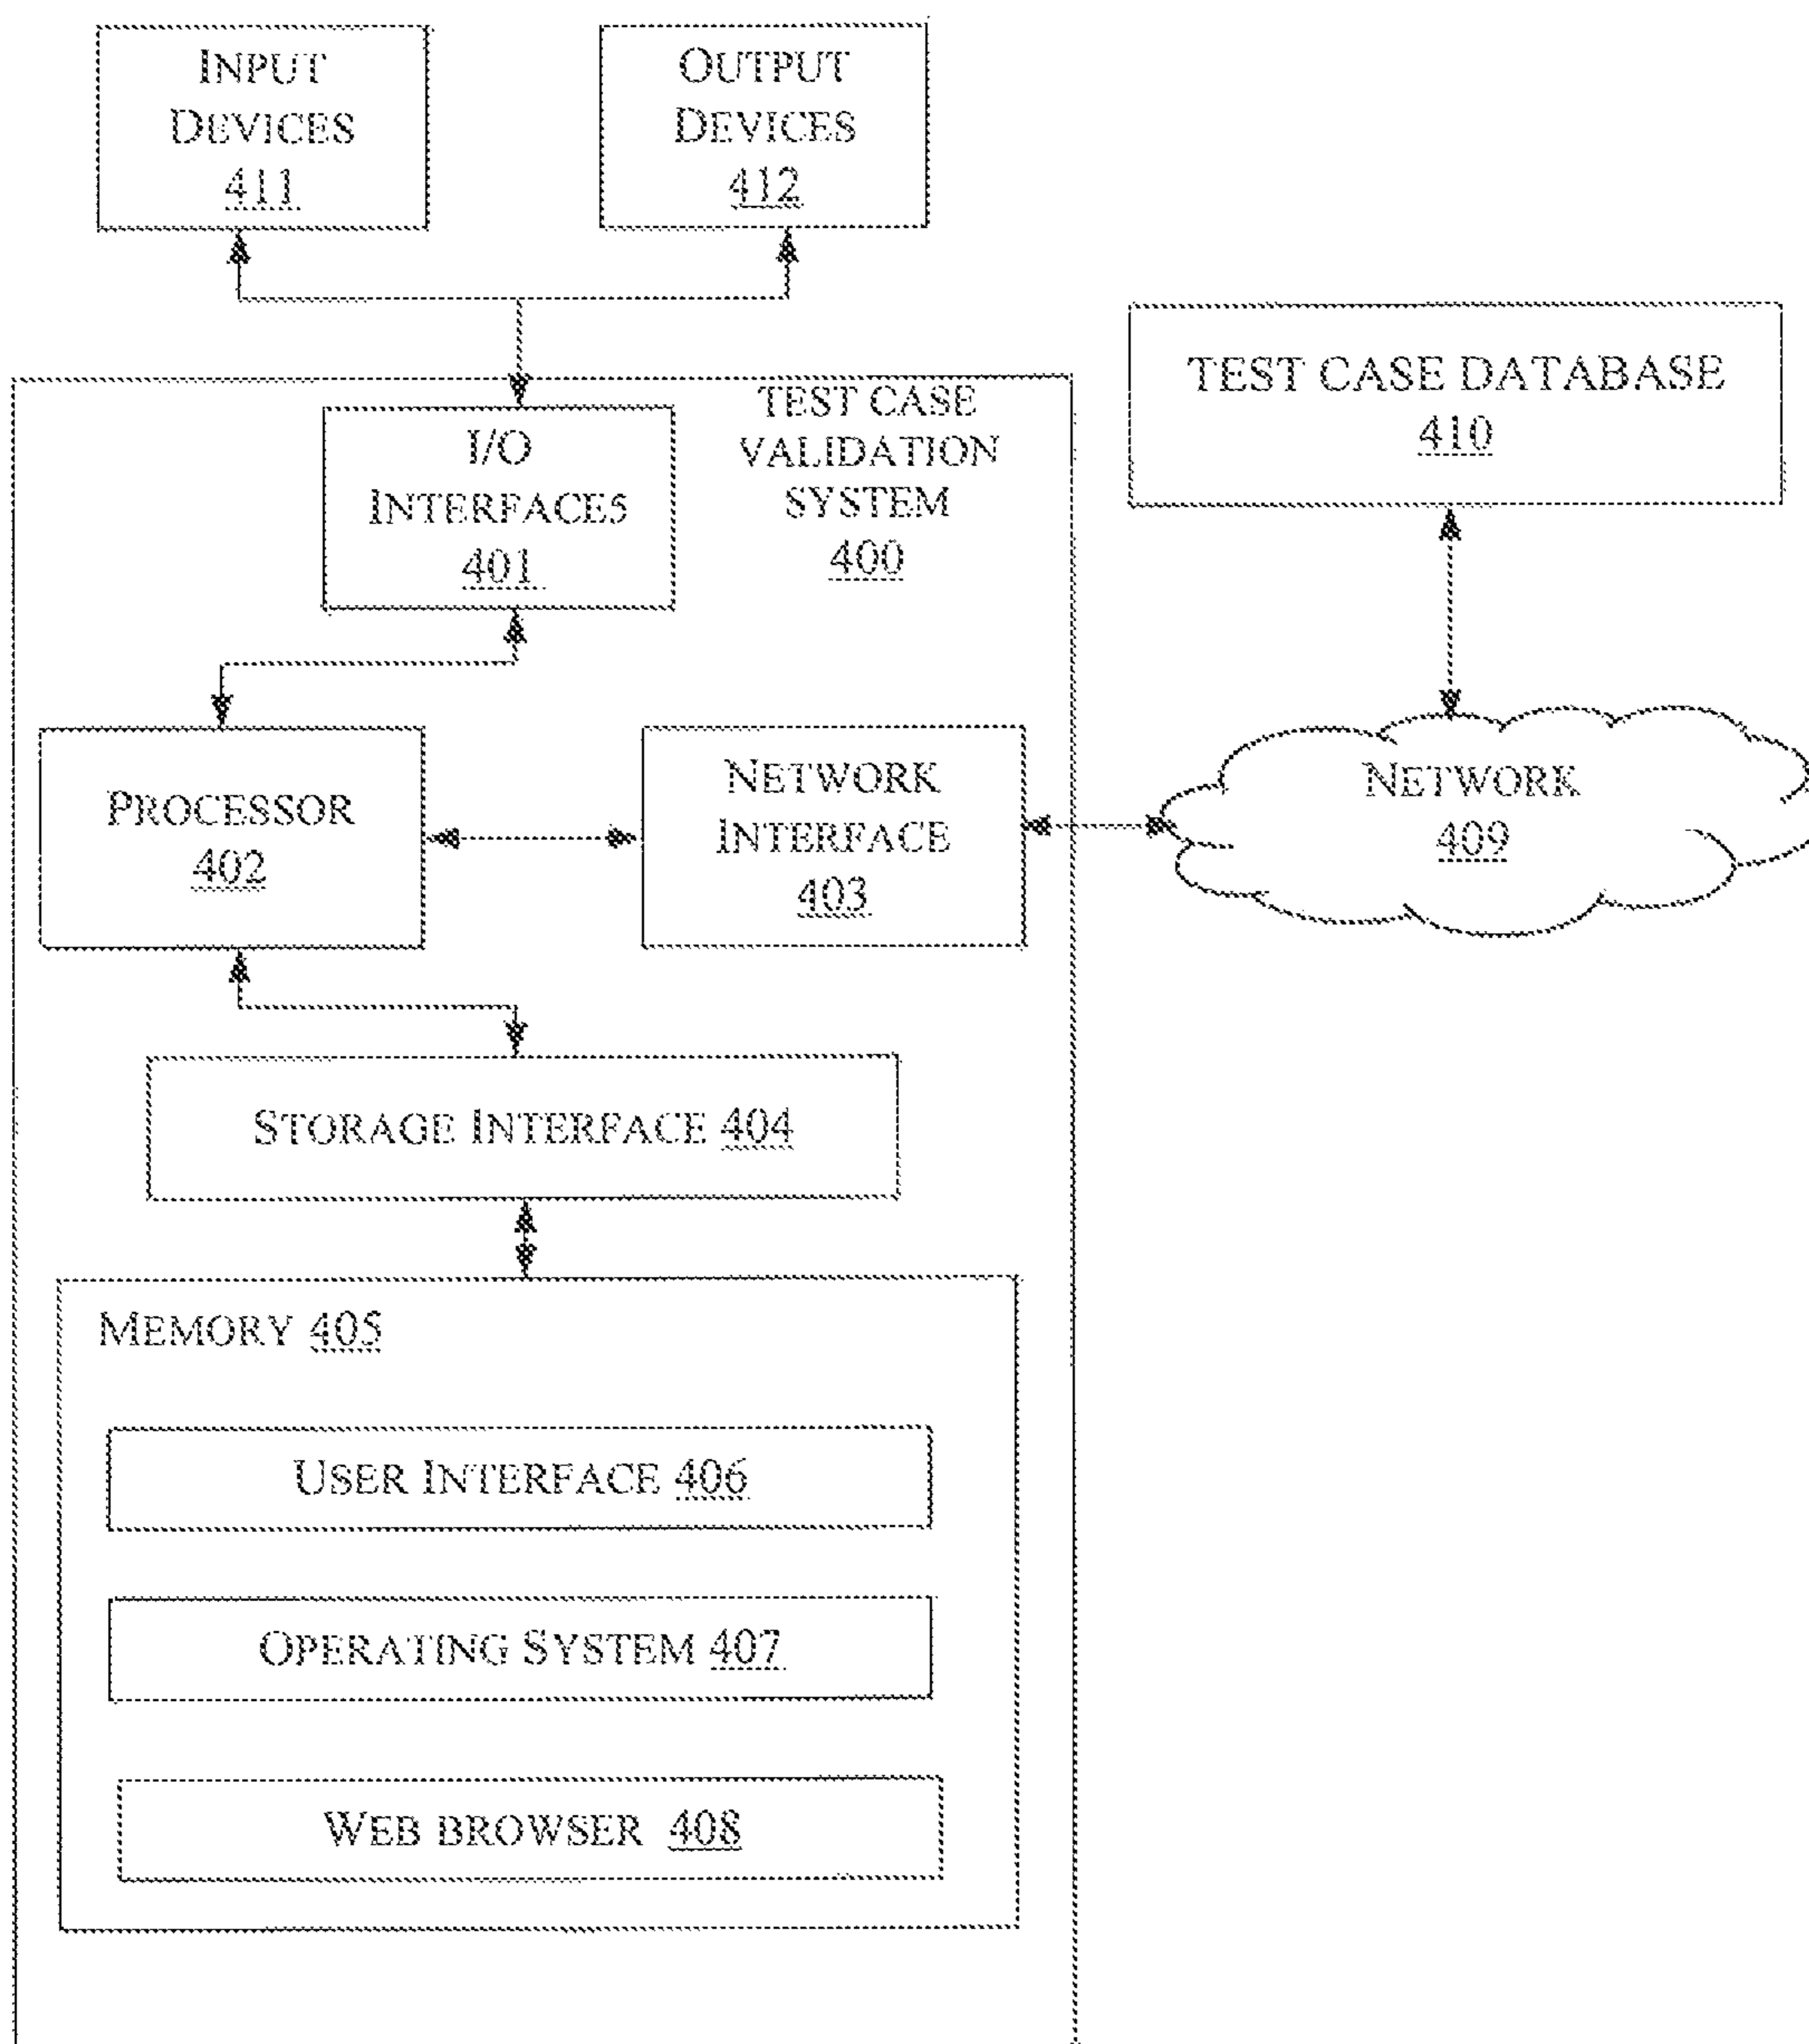 INPUT
DEVICES
411
OUTPUT
DEVICES
412
TEST CASE DATABASE
410
I/O
INTERFACE5
401
TEST CASE
VALIDATION
SYSTEM
400
PROCESSOR
402
NETWORK
INTERFACE
403
NETWORK
409
STORAGE INTERFACE 404
MEMORY 405
USER INTERFACE 406
OPERATING SYSTEM 407
WEB BROWSER 408